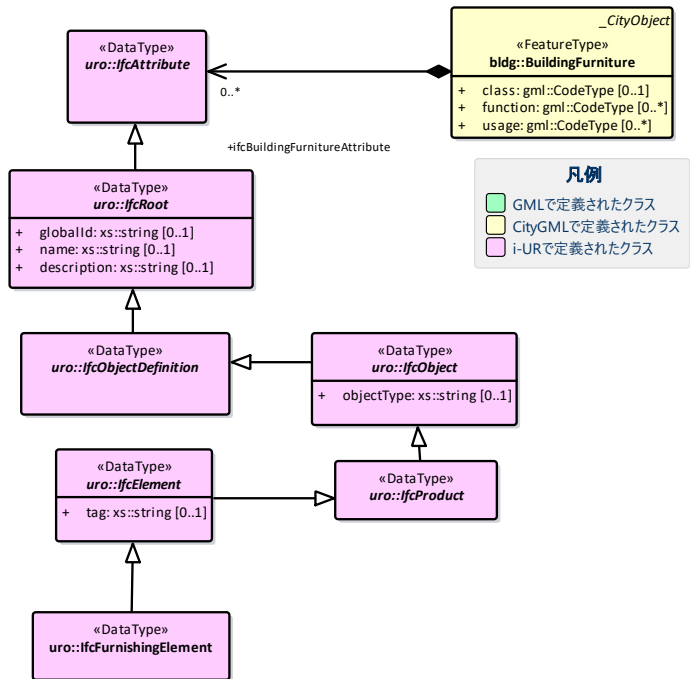 «DataType»
uro::IfcAttribute
_CityObject
«FeatureType»
bldg::BuildingFurniture
+ class: gml::CodeType [0..1]
+ function: gml::CodeType [0..*]
+ usage: gml::CodeType [0..*]
0..*
+ifcBuildingFurnitureAttribute
凡例
GMLで定義されたクラス
CityGMLで定義されたクラス
i-URで定義されたクラス
«DataType»
uro::IfcRoot
+ globalId: xs::string [0..1]
+ name: xs::string [0..1]
+ description: xs::string [0..1]
«DataType»
uro::IfcObjectDefinition
«DataType»
uro::IfcObject
+ objectType: xs::string [0..1]
«DataType»
uro::IfcElement
+ tag: xs::string [0..1]
«DataType»
uro::IfcProduct
«DataType»
uro::IfcFurnishingElement